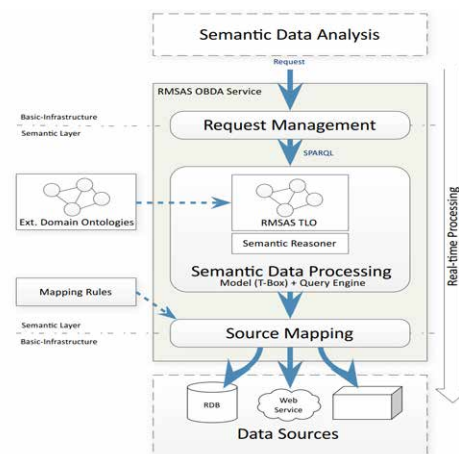 Semantic Data Analysis
Request
RMSAS OBDA Service
Basic-Infrastructure
Semantic Layer
Request Management
SPARQL
Ext. Domain Ontologies
RMSAS TLO
Semantic Reasoner
Semantic Data Processing
Model (T-Box) + Query Engine
Mapping Rules
Semantic Layer
Basic-Infrastructure
Source Mapping
RDB
Web
Service
Data Sources
Real-time Processing